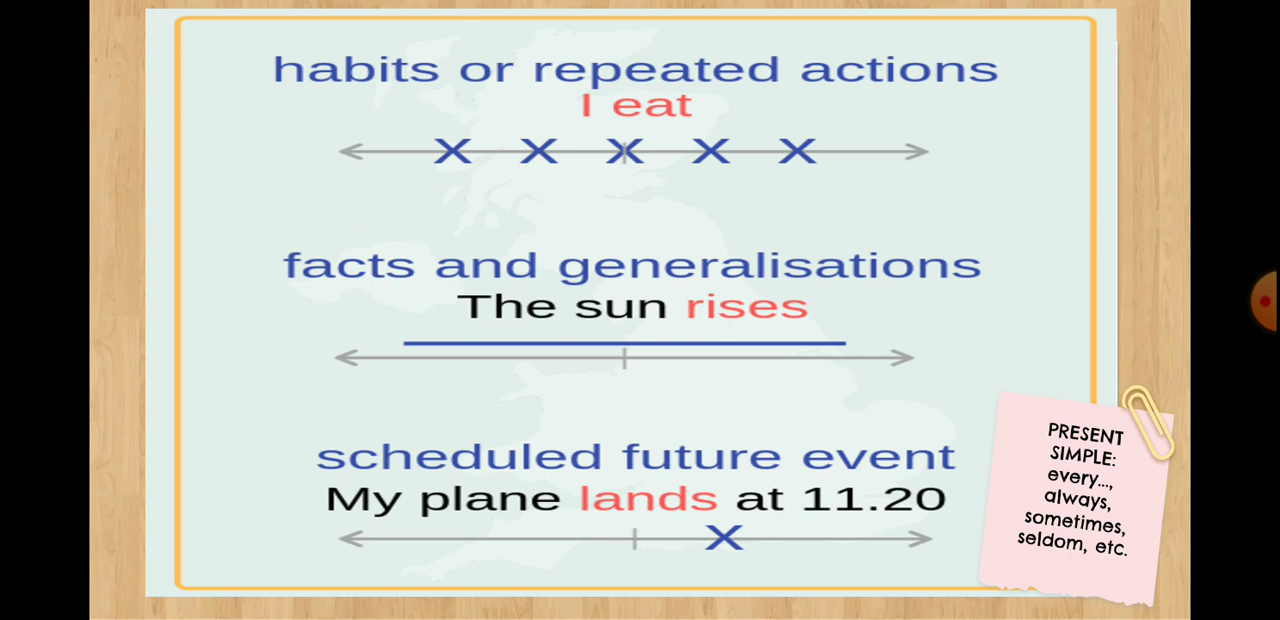 habits or repeated actions
I eat
facts and generalisations
The sun rises
scheduled future event
My plane lands at 11.20
PRESENT
SIMPLE:
every...,
always,
sometimes,
seldom, etc.